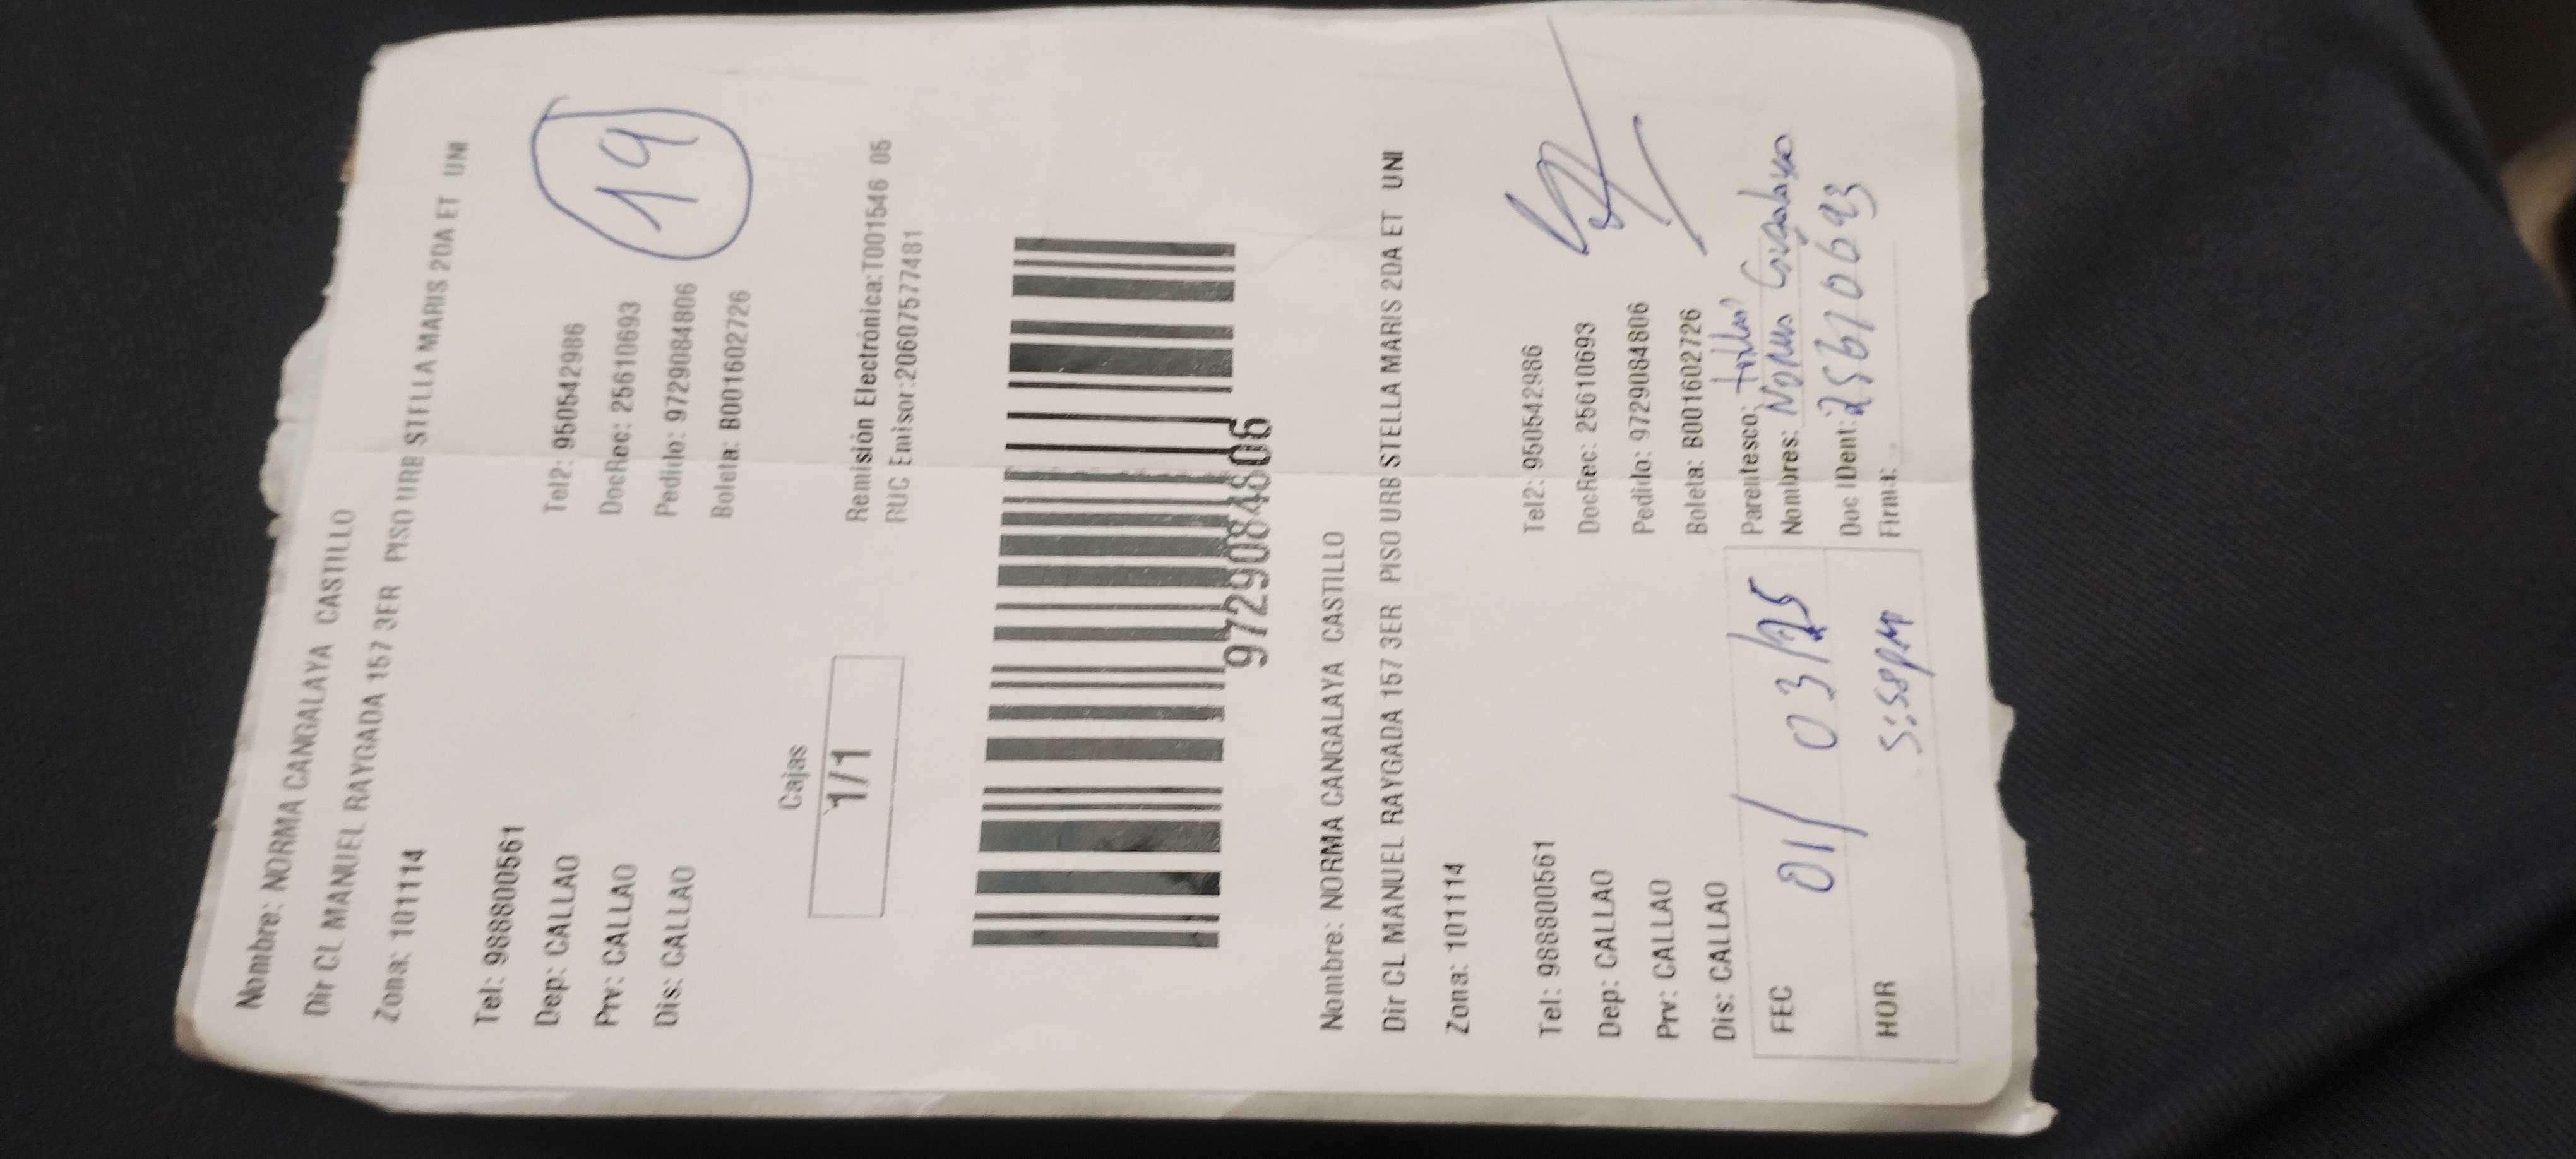 Nombre: NORMA CANGALAYA CASTILLO
Dir CL MANUEL RAYGADA 157 3ER PISO URB STELLA MARIS 2DA ET UNI
Zona: 101114
Tel: 988800561 Tel2: 950542986
Dep: CALLAO DocRec: 25610693
Prv: CALLAO Pedido: 9729084806
Dis: CALLAO Boleta: B001602726
19
Cajas
1/1
Remisión Electrónica:T001546 05
RUC Emisor:20607577481
9729084806
Nombre: NORMA CANGALAYA CASTILLO
Dir CL MANUEL RAYGADA 157 3ER PISO URB STELLA MARIS 2DA ET UNI
Zona: 101114
Tel: 988800561 Tel2: 950542986
Dep: CALLAO DocRec: 25610693
Prv: CALLAO Pedido: 9729084806
Dis: CALLAO Boleta: B001602726
FEC 01/03/25 Parentesco:
Nombres: Norma
HOR 5:58pm Doc IDent: 25610693
Firma: